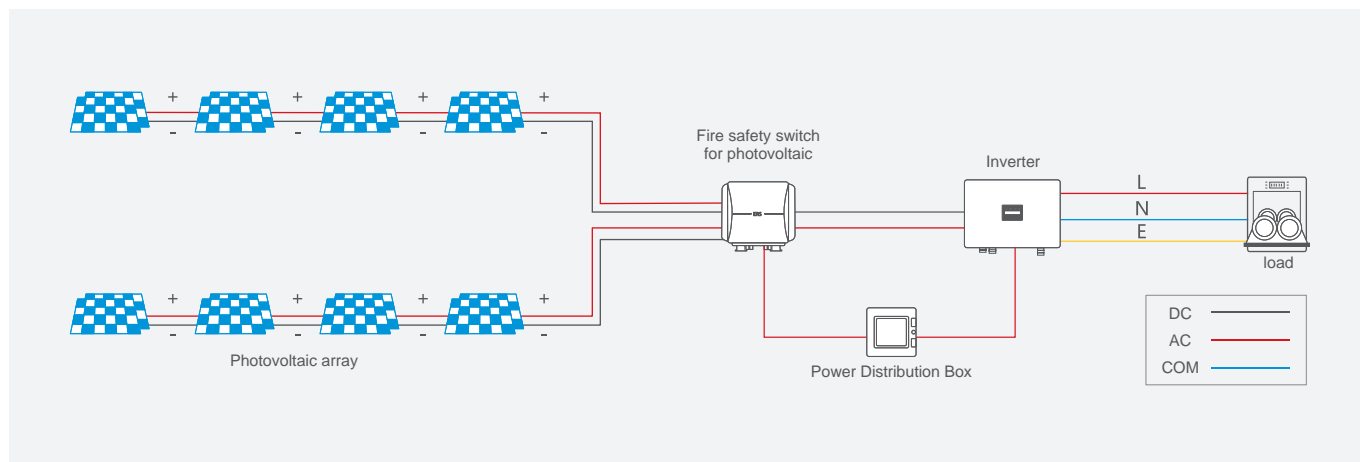 + + + +
- - - -
Fire safety switch
for photovoltaic
Inverter
L
N
E
load
+ + + +
- - - -
Photovoltaic array
Power Distribution Box
DC
AC
COM